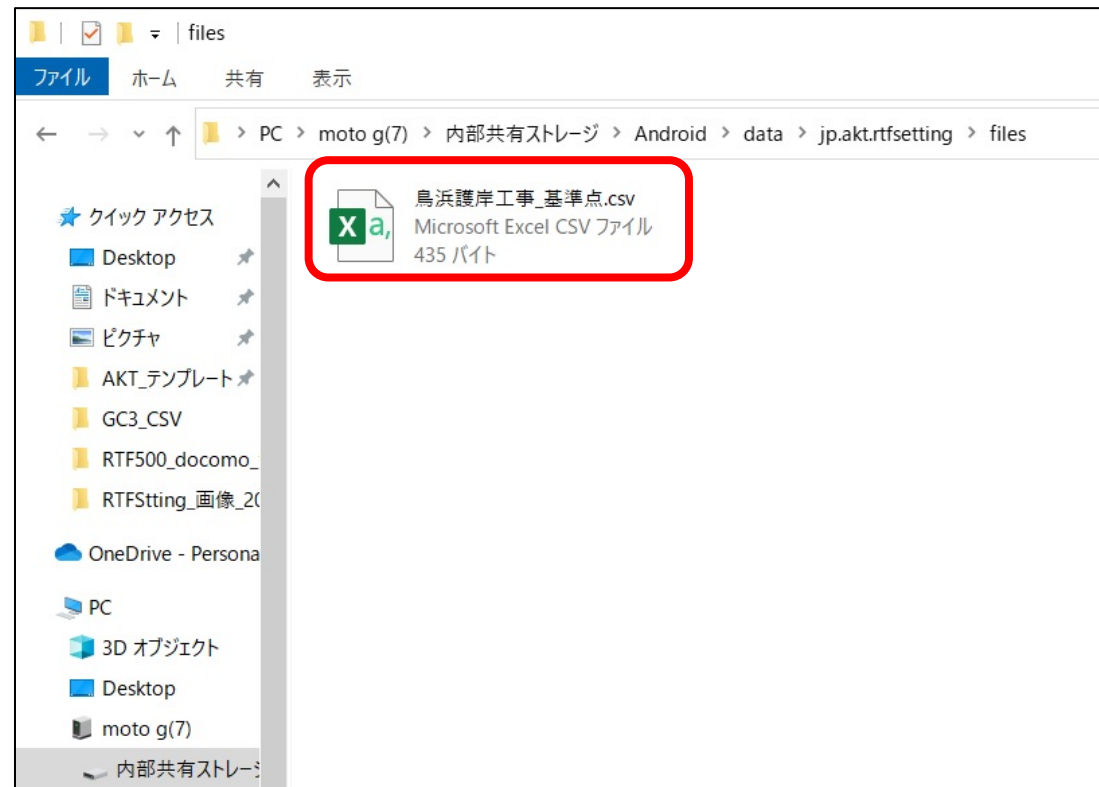 files
ファイル ホーム 共有 表示
PC > moto g(7) > 内部共有ストレージ > Android > data > jp.akt.rtfsetting > files
鳥浜護岸工事_基準点.csv
Microsoft Excel CSV ファイル
435 バイト
クイック アクセス
Desktop
ドキュメント
ピクチャ
AKT_テンプレート
GC3_CSV
RTF500_docomo_
RTFStting_画像_20
OneDrive - Persona
PC
3D オブジェクト
Desktop
moto g(7)
内部共有ストレージ